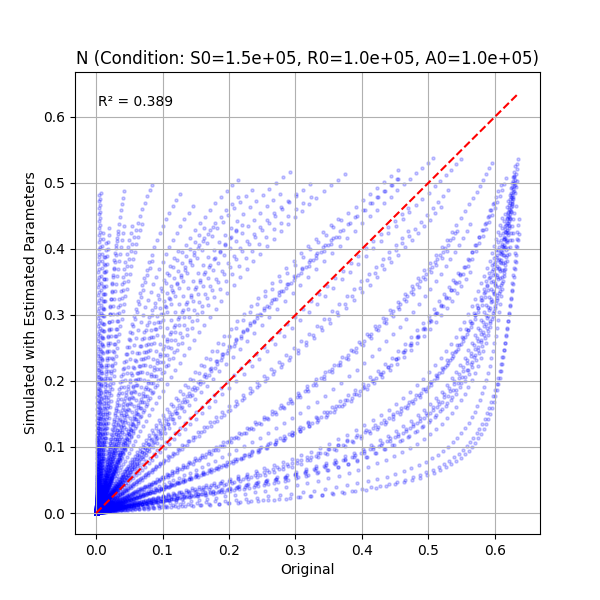 N (Condition: S0=1.5e+05, R0=1.0e+05, A0=1.0e+05)
R² = 0.389
0.6
0.5
0.4
0.3
0.2
0.1
0.0
Simulated with Estimated Parameters
0.0 0.1 0.2 0.3 0.4 0.5 0.6
Original